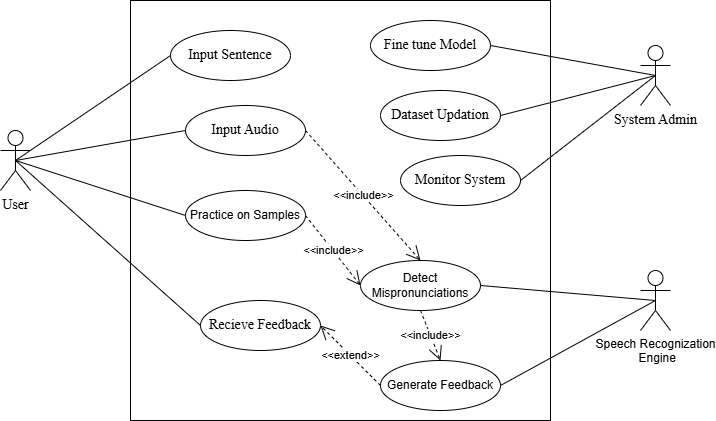 Input Sentence
Fine tune Model
Input Audio
Dataset Updation
System Admin
<<include>>
Monitor System
User
Practice on Samples
<<include>>
Detect
Mispronunciations
Recieve Feedback
<<include>>
Speech Recognization
Engine
<<extend>>
Generate Feedback